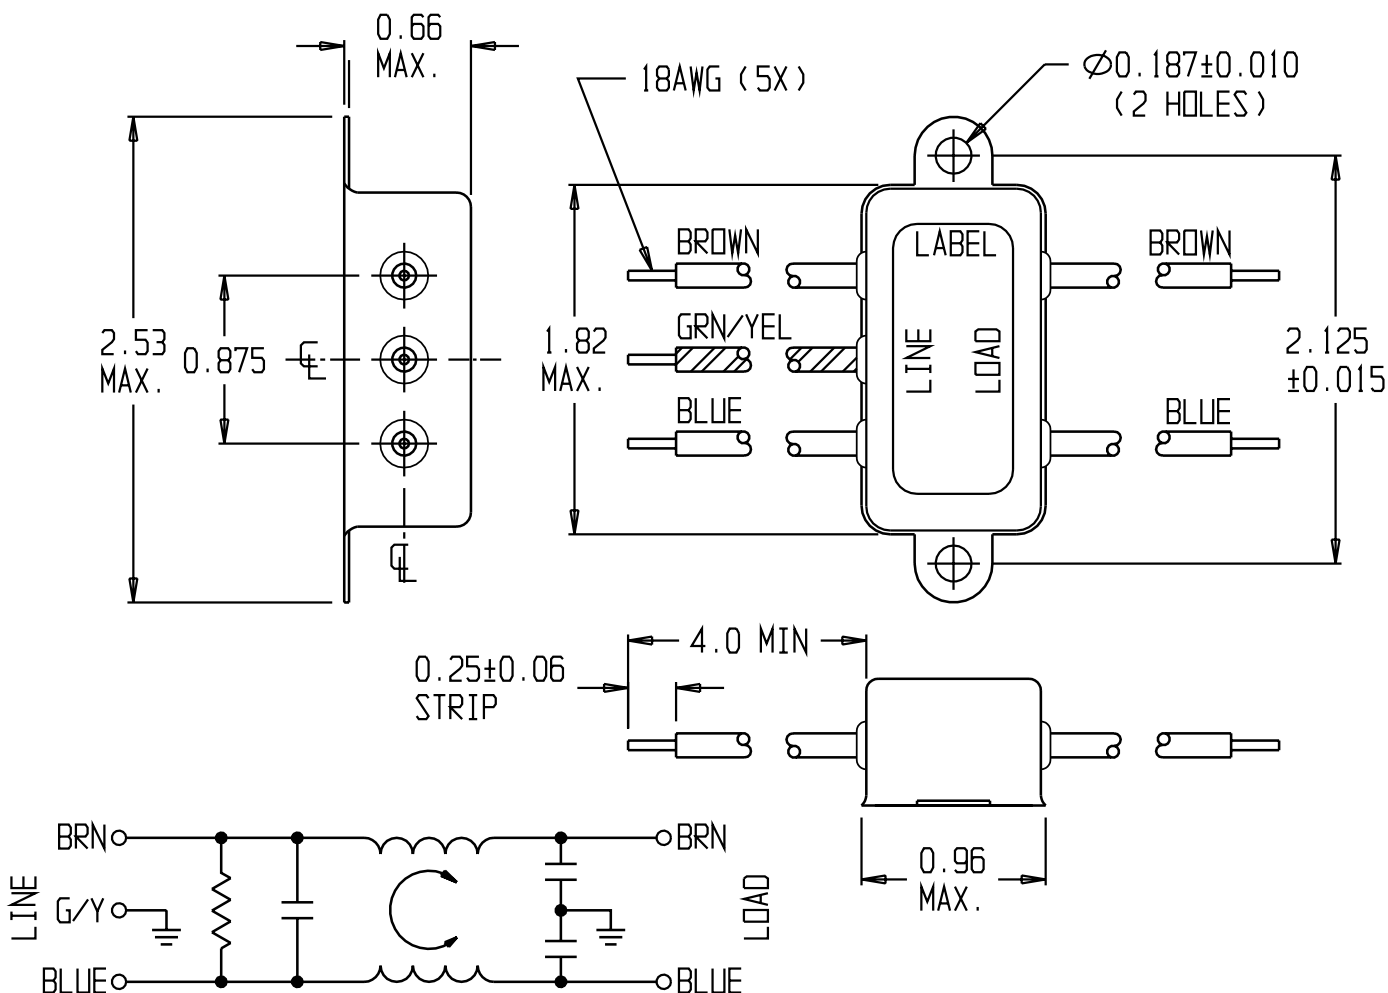 0.66
MAX.
18AWG (5X)
Ø0.187±0.010
(2 HOLES)
BROWN
LABEL
BROWN
GRN/YEL
2.53
MAX.
0.875
℄
1.82
MAX.
LINE
LOAD
2.125
±0.015
BLUE
BLUE
℄
4.0 MIN
0.25±0.06
STRIP
0.96
MAX.
BRN
BRN
LINE
G/Y
LOAD
BLUE
BLUE